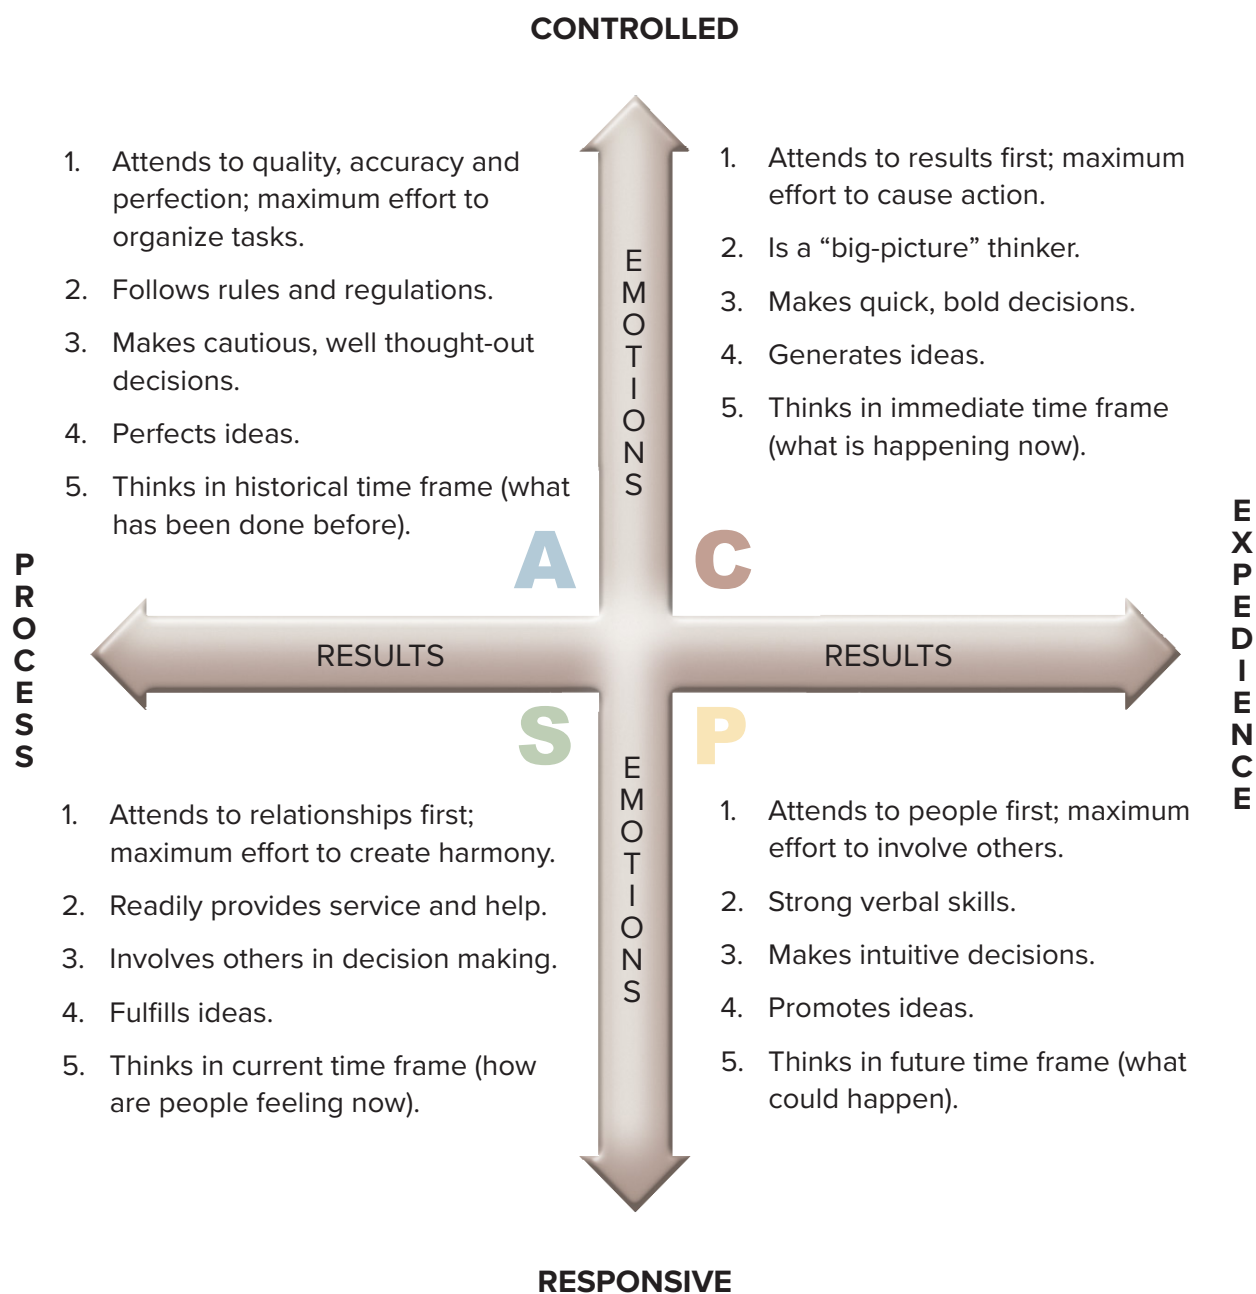 CONTROLLED
1. Attends to quality, accuracy and
perfection; maximum effort to
organize tasks.
2. Follows rules and regulations.
3. Makes cautious, well thought-out
decisions.
4. Perfects ideas.
5. Thinks in historical time frame (what
has been done before).
A
1. Attends to results first; maximum
effort to cause action.
2. Is a “big-picture” thinker.
3. Makes quick, bold decisions.
4. Generates ideas.
5. Thinks in immediate time frame
(what is happening now).
C
EMOTIONS
PROCESS
RESULTS
RESULTS
EXPEDIENCE
S
1. Attends to relationships first;
maximum effort to create harmony.
2. Readily provides service and help.
3. Involves others in decision making.
4. Fulfills ideas.
5. Thinks in current time frame (how
are people feeling now).
EMOTIONS
P
1. Attends to people first; maximum
effort to involve others.
2. Strong verbal skills.
3. Makes intuitive decisions.
4. Promotes ideas.
5. Thinks in future time frame (what
could happen).
RESPONSIVE